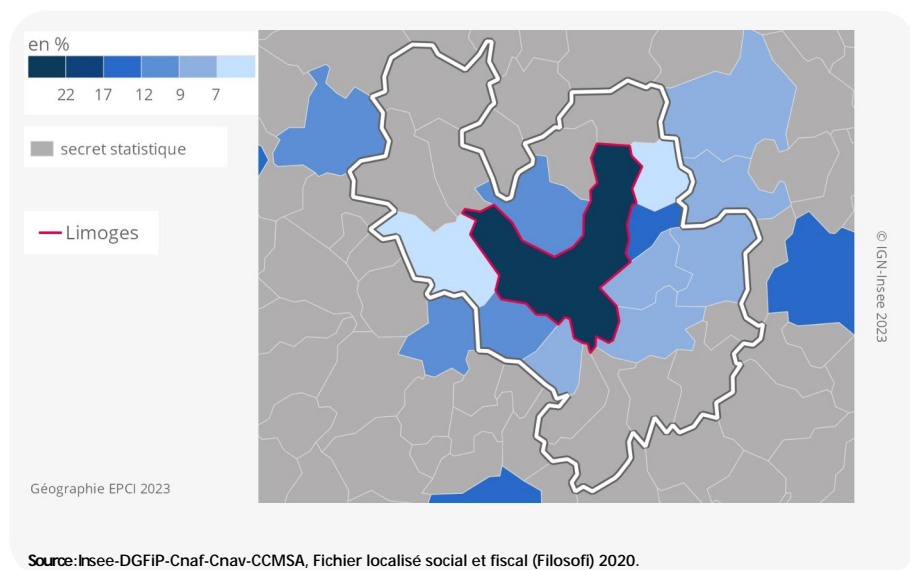 en %
22 17 12 9 7
secret statistique
Limoges
© IGN-Insee 2023
Géographie EPCI 2023
Source:Insee-DGFiP-Cnaf-Cnav-CCMSA, Fichier localisé social et fiscal (Filosofi) 2020.